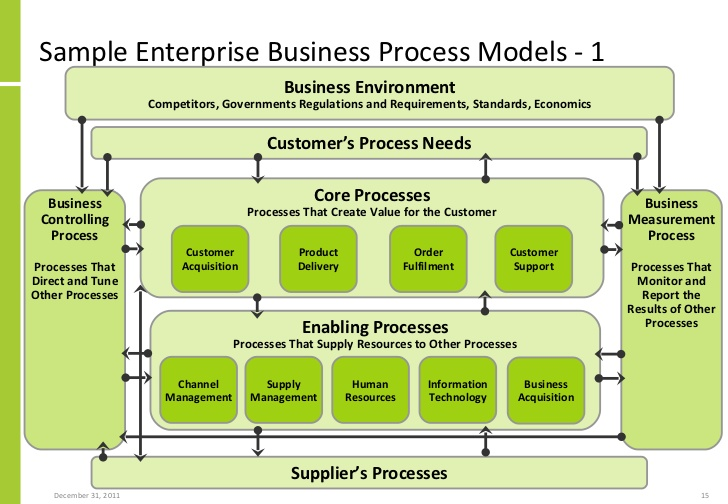 Sample Enterprise Business Process Models - 1
Business Environment
Competitors, Governments Regulations and Requirements, Standards, Economics
Customer’s Process Needs
Business
Controlling
Process
Processes That
Direct and Tune
Other Processes
Core Processes
Processes That Create Value for the Customer
Customer
Acquisition
Product
Delivery
Order
Fulfilment
Customer
Support
Enabling Processes
Processes That Supply Resources to Other Processes
Channel
Management
Supply
Management
Human
Resources
Information
Technology
Business
Acquisition
Business
Measurement
Process
Processes That
Monitor and
Report the
Results of Other
Processes
Supplier’s Processes
December 31, 2011
15